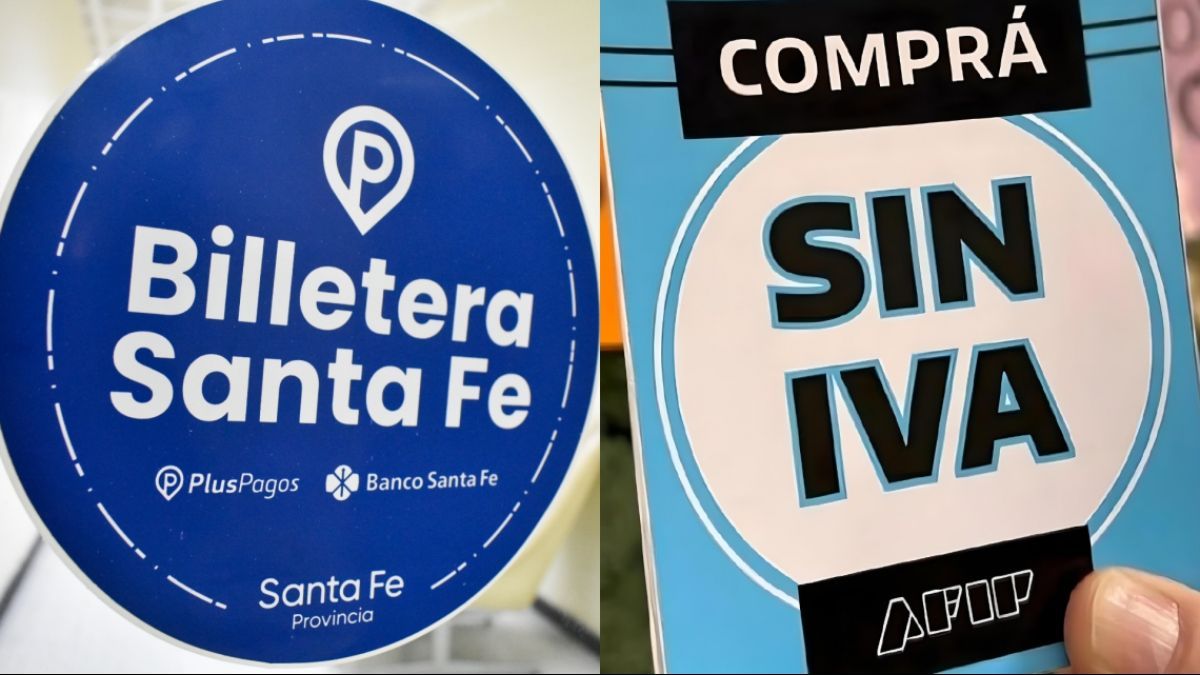 Billetera
Santa Fe
PlusPagos
Banco Santa Fe
Santa Fe
Provincia
COMPRÁ
SIN
IVA
AFIP